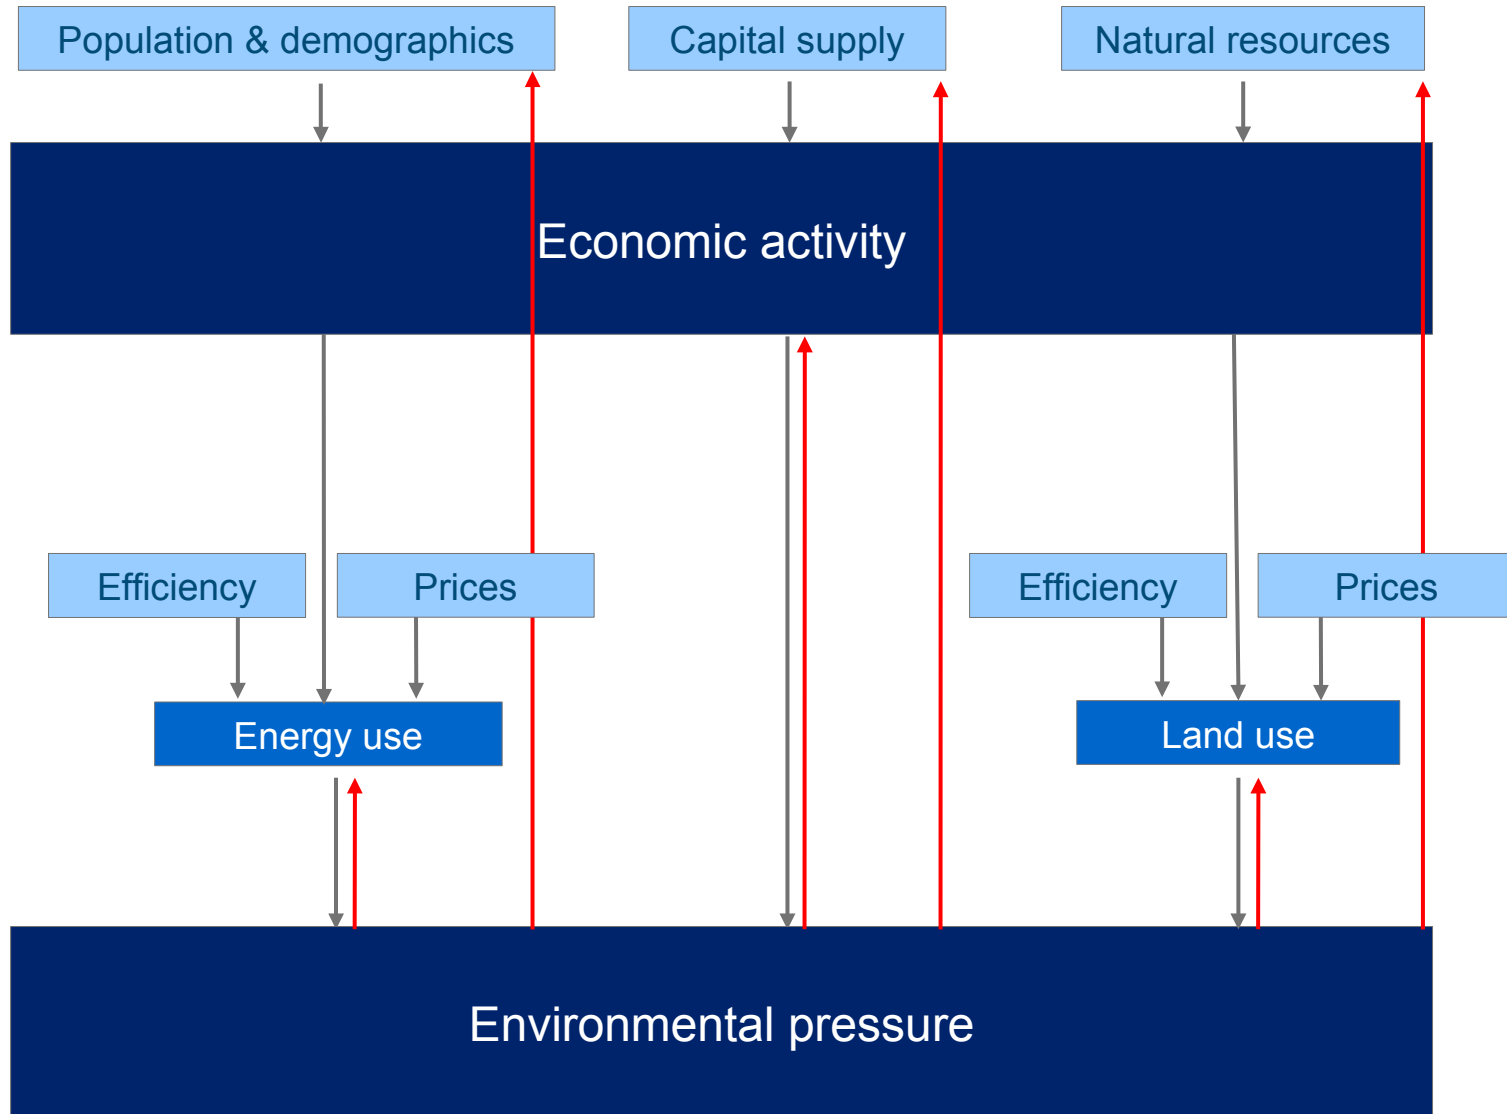 Population & demographics
Capital supply
Natural resources
Economic activity
Efficiency
Prices
Efficiency
Prices
Energy use
Land use
Environmental pressure